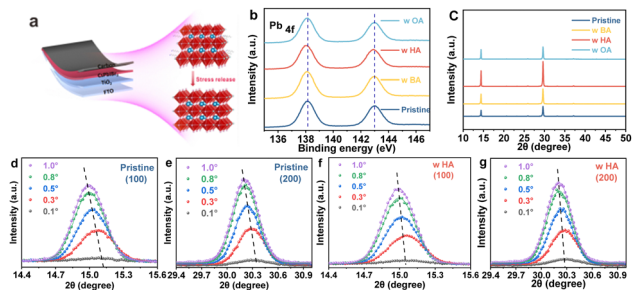 a
TiO₂
FTO
Stress release
b
Pb 4f
w OA
w HA
w BA
Pristine
Intensity (a.u.)
138 140 142 144 146
Binding energy (eV)
C
Pristine
w BA
w HA
w OA
Intensity (a.u.)
10 15 20 25 30 35 40 45 50
2θ (degree)
d
1.0°
0.8°
0.5°
0.3°
0.1°
Pristine
(100)
Intensity (a.u.)
14.4 14.7 15.0 15.3 15.6
2θ (degree)
e
1.0°
0.8°
0.5°
0.3°
0.1°
Pristine
(200)
Intensity (a.u.)
29.4 29.7 30.0 30.3 30.6 30.9
2θ (degree)
f
1.0°
0.8°
0.5°
0.3°
0.1°
w HA
(100)
Intensity (a.u.)
14.4 14.7 15.0 15.3 15.6
2θ (degree)
g
1.0°
0.8°
0.5°
0.3°
0.1°
w HA
(200)
Intensity (a.u.)
29.4 29.7 30.0 30.3 30.6 30.9
2θ (degree)